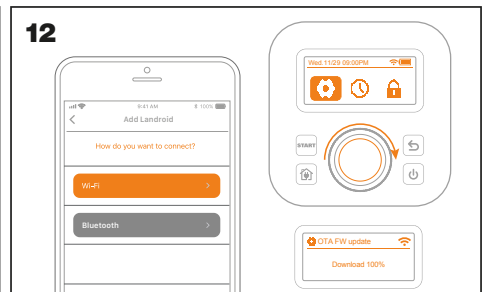 12
9:41 AM 100%
Add Landroid
How do you want to connect?
Wi-Fi
Bluetooth
Wed.11/29 09:00PM
START
OTA FW update
Download 100%